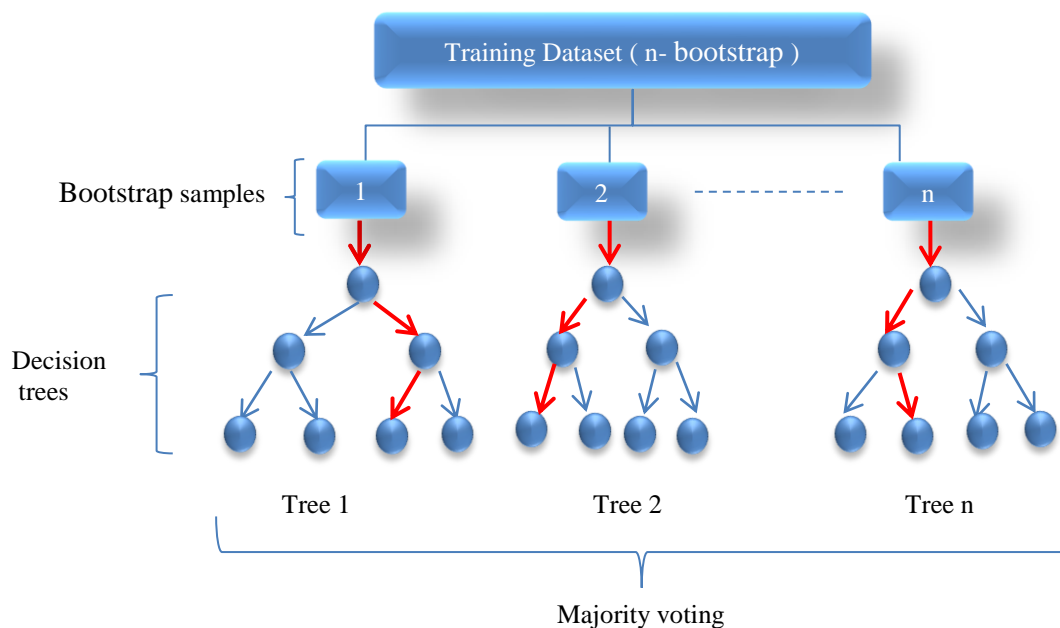 Training Dataset ( n- bootstrap )
Bootstrap samples
1
2
n
Decision
trees
Tree 1
Tree 2
Tree n
Majority voting